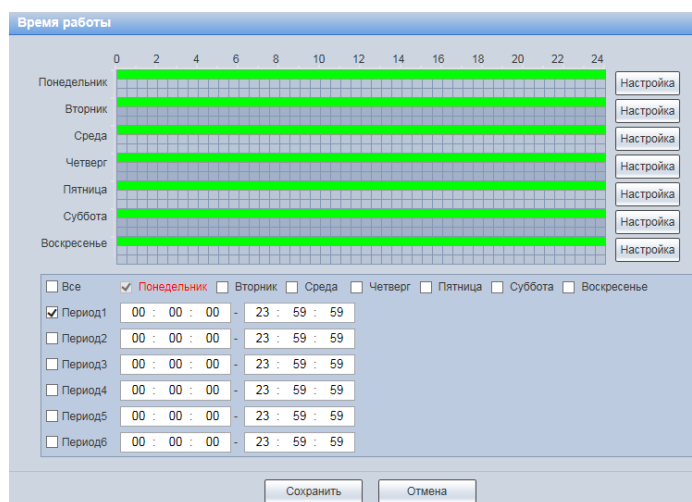 Время работы
0 2 4 6 8 10 12 14 16 18 20 22 24
Понедельник Настройка
Вторник Настройка
Среда Настройка
Четверг Настройка
Пятница Настройка
Суббота Настройка
Воскресенье Настройка
Все Понедельник Вторник Среда Четверг Пятница Суббота Воскресенье
Период1 00 : 00 : 00 - 23 : 59 : 59
Период2 00 : 00 : 00 - 23 : 59 : 59
Период3 00 : 00 : 00 - 23 : 59 : 59
Период4 00 : 00 : 00 - 23 : 59 : 59
Период5 00 : 00 : 00 - 23 : 59 : 59
Период6 00 : 00 : 00 - 23 : 59 : 59
Сохранить Отмена